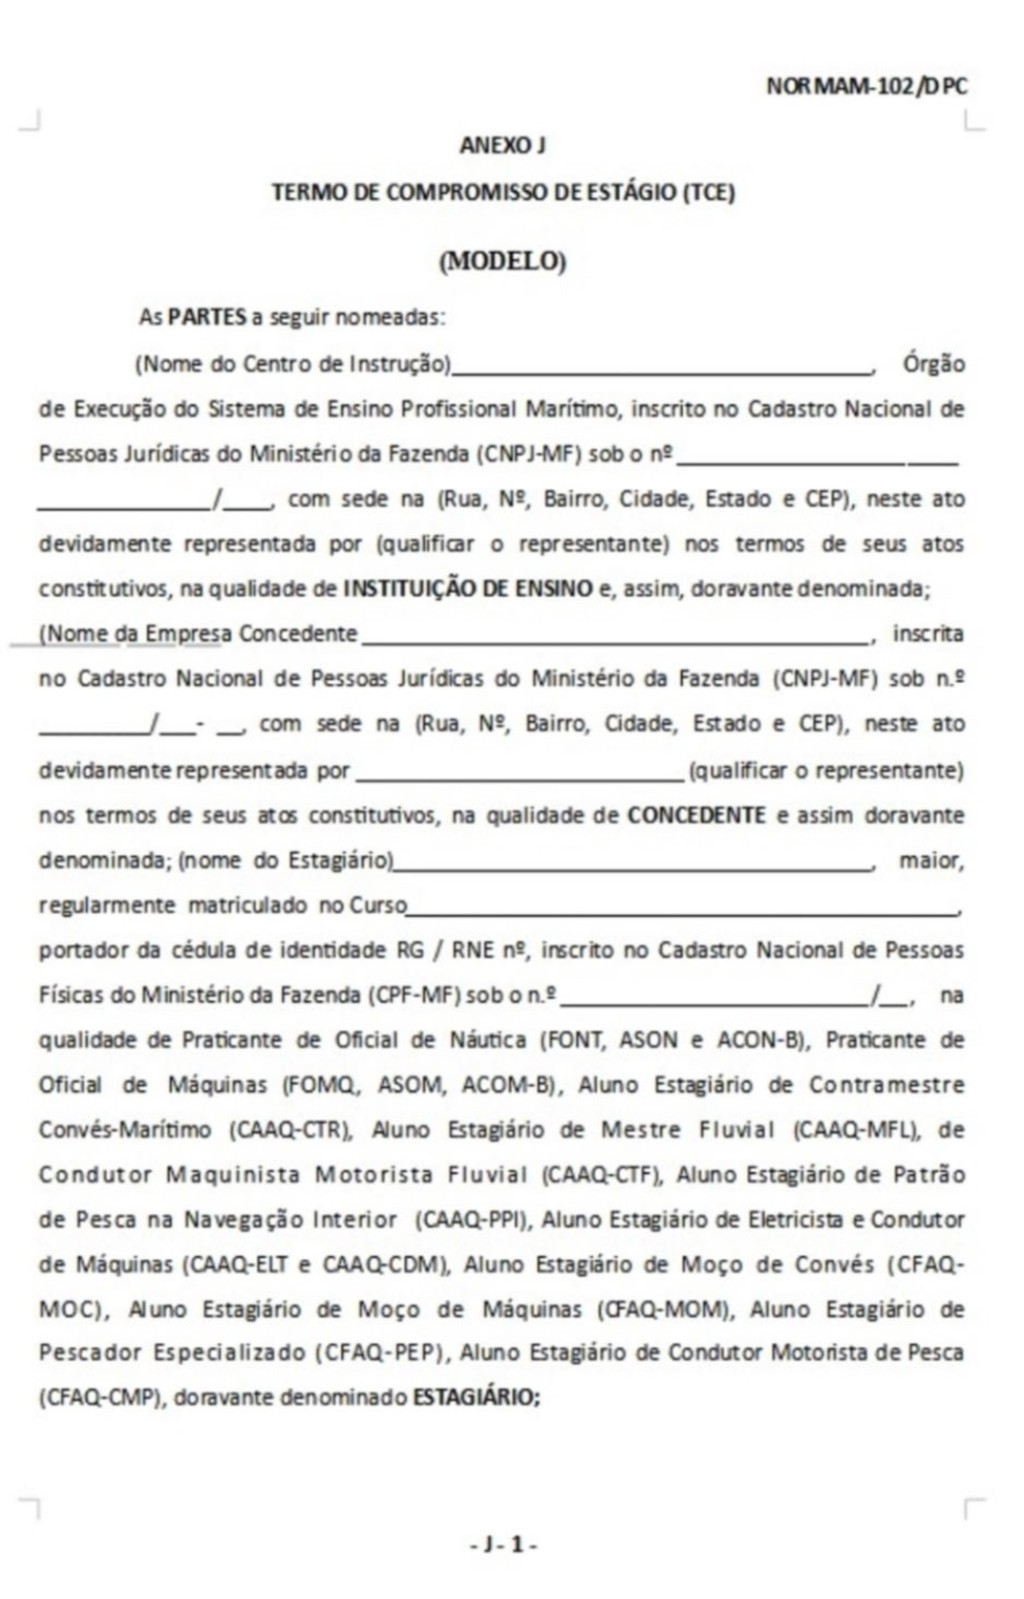 NORMAM-102/DPC
ANEXO J
TERMO DE COMPROMISSO DE ESTÁGIO (TCE)
(MODELO)
As PARTES a seguir nomeadas:
(Nome do Centro de Instrução)____________________, Órgão
de Execução do Sistema de Ensino Profissional Marítimo, inscrito no Cadastro Nacional de
Pessoas Jurídicas do Ministério da Fazenda (CNPJ-MF) sob o nº ____________________
____________/____, com sede na (Rua, Nº, Bairro, Cidade, Estado e CEP), neste ato
devidamente representada por (qualificar o representante) nos termos de seus atos
constitutivos, na qualidade de INSTITUIÇÃO DE ENSINO e, assim, doravante denominada;
(Nome da Empresa Concedente ____________________, inscrita
no Cadastro Nacional de Pessoas Jurídicas do Ministério da Fazenda (CNPJ-MF) sob n.º
_________/___- __, com sede na (Rua, Nº, Bairro, Cidade, Estado e CEP), neste ato
devidamente representada por ____________________ (qualificar o representante)
nos termos de seus atos constitutivos, na qualidade de CONCEDENTE e assim doravante
denominada; (nome do Estagiário)____________________, maior,
regularmente matriculado no Curso____________________,
portador da cédula de identidade RG / RNE nº, inscrito no Cadastro Nacional de Pessoas
Físicas do Ministério da Fazenda (CPF-MF) sob o n.º ____________________/__, na
qualidade de Praticante de Oficial de Náutica (FONT, ASON e ACON-B), Praticante de
Oficial de Máquinas (FOMQ, ASOM, ACOM-B), Aluno Estagiário de Contramestre
Convés-Marítimo (CAAQ-CTR), Aluno Estagiário de Mestre Fluvial (CAAQ-MFL), de
Condutor Maquinista Motorista Fluvial (CAAQ-CTF), Aluno Estagiário de Patrão
de Pesca na Navegação Interior (CAAQ-PPI), Aluno Estagiário de Eletricista e Condutor
de Máquinas (CAAQ-ELT e CAAQ-CDM), Aluno Estagiário de Moço de Convés (CFAQ-
MOC), Aluno Estagiário de Moço de Máquinas (CFAQ-MOM), Aluno Estagiário de
Pescador Especializado (CFAQ-PEP), Aluno Estagiário de Condutor Motorista de Pesca
(CFAQ-CMP), doravante denominado ESTAGIÁRIO;
- J - 1 -